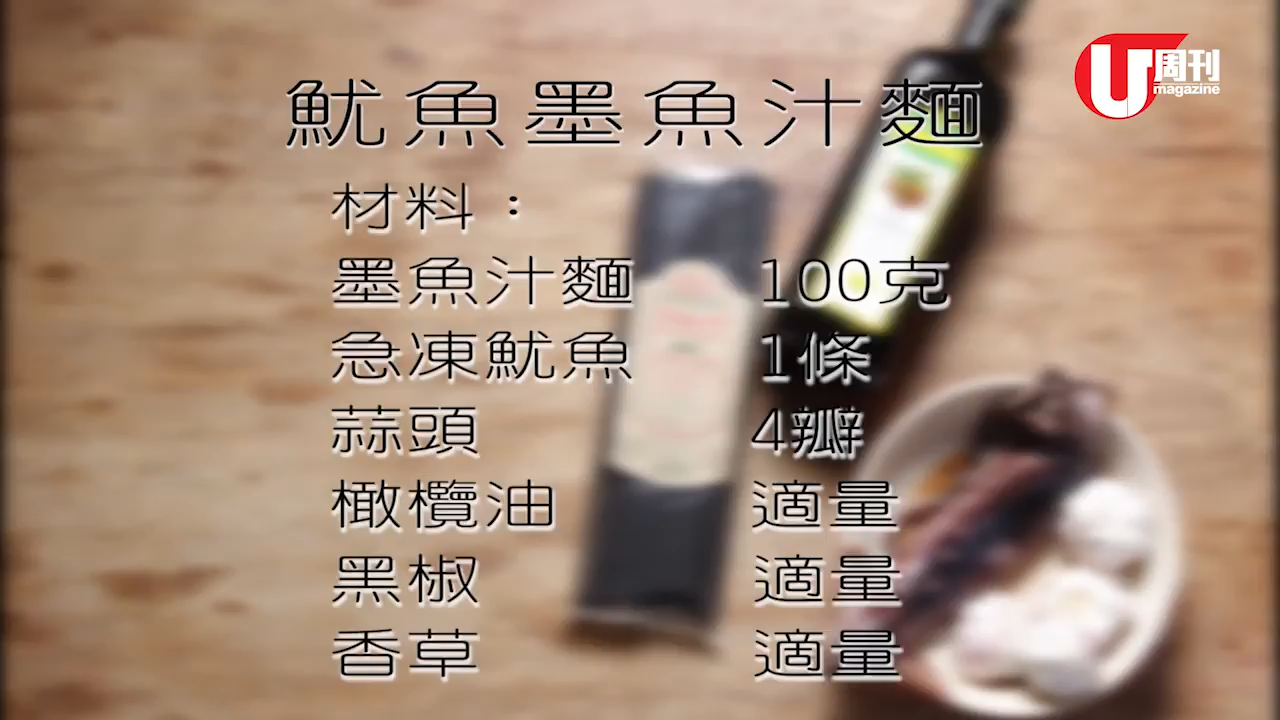 U周刊
magazine
魷魚墨魚汁麵
材料：
墨魚汁麵 100克
急凍魷魚 1條
蒜頭 4瓣
橄欖油 適量
黑椒 適量
香草 適量